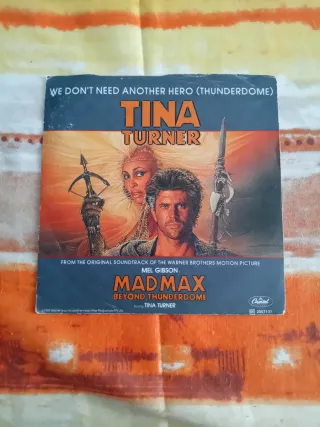 WE DON'T NEED ANOTHER HERO (THUNDERDOME)
TINA
TURNER
FROM THE ORIGINAL SOUNDTRACK OF THE WARNER BROTHERS MOTION PICTURE
MEL GIBSON
MAD MAX
BEYOND THUNDERDOME
TINA TURNER
Capitol